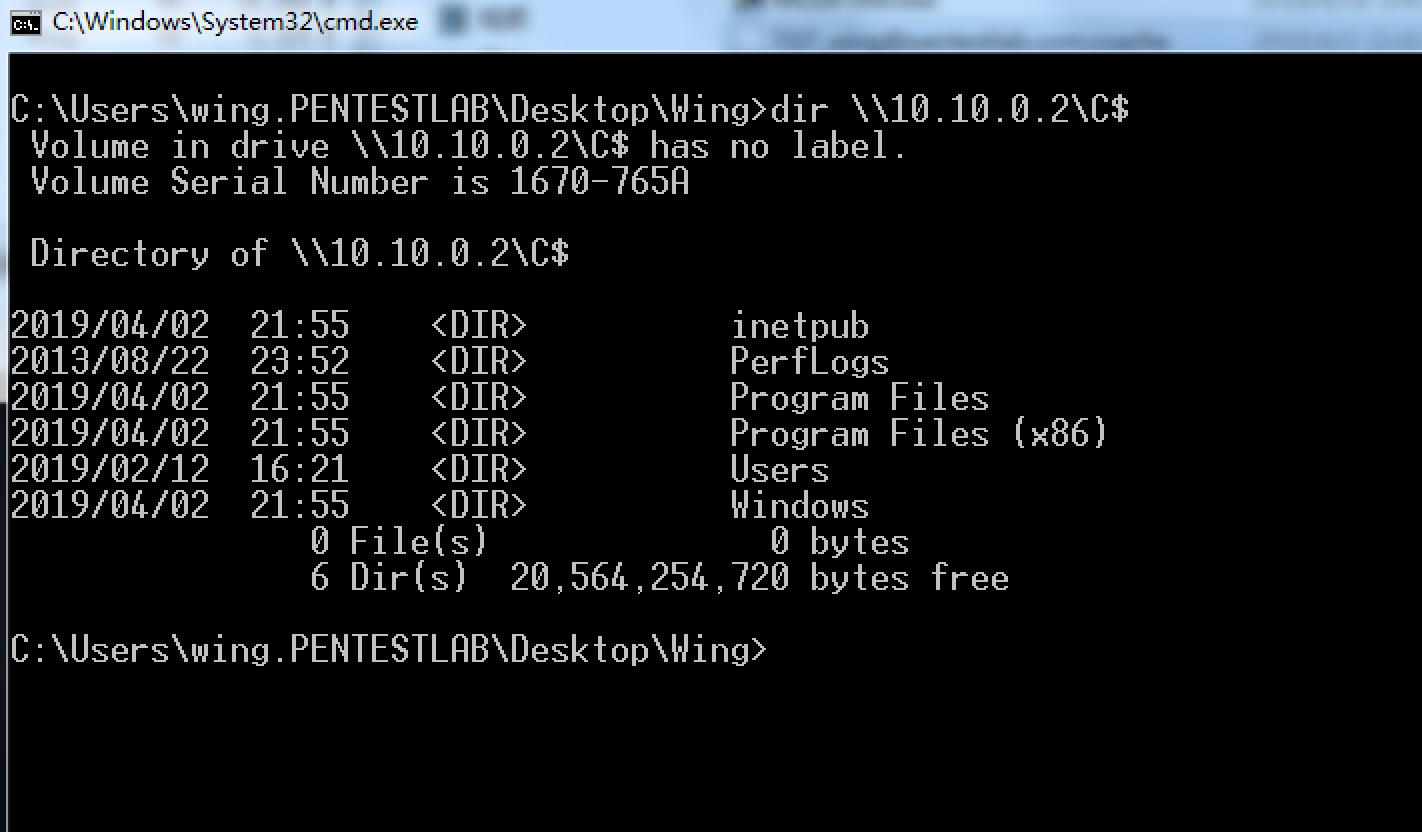 C:\Windows\System32\cmd.exe
C:\Users\wing.PENTESTLAB\Desktop\Wing>dir \\10.10.0.2\C$
Volume in drive \\10.10.0.2\C$ has no label.
Volume Serial Number is 1670-765A
Directory of \\10.10.0.2\C$
2019/04/02  21:55    <DIR>          inetpub
2013/08/22  23:52    <DIR>          PerfLogs
2019/04/02  21:55    <DIR>          Program Files
2019/04/02  21:55    <DIR>          Program Files (x86)
2019/02/12  16:21    <DIR>          Users
2019/04/02  21:55    <DIR>          Windows
0 File(s)              0 bytes
6 Dir(s)  20,564,254,720 bytes free
C:\Users\wing.PENTESTLAB\Desktop\Wing>